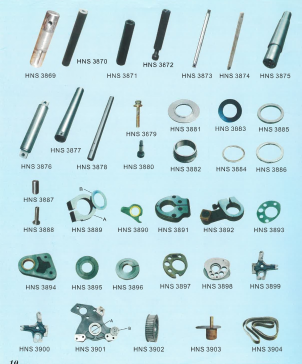 HNS 3869
HNS 3870
HNS 3871
HNS 3872
HNS 3873
HNS 3874
HNS 3875
HNS 3876
HNS 3877
HNS 3878
HNS 3879
HNS 3880
HNS 3881
HNS 3882
HNS 3883
HNS 3884
HNS 3885
HNS 3886
HNS 3887
HNS 3888
B
A
HNS 3889
HNS 3890
HNS 3891
HNS 3892
HNS 3893
HNS 3894
HNS 3895
HNS 3896
HNS 3897
HNS 3898
HNS 3899
HNS 3900
HNS 3901
HNS 3902
HNS 3903
HNS 3904